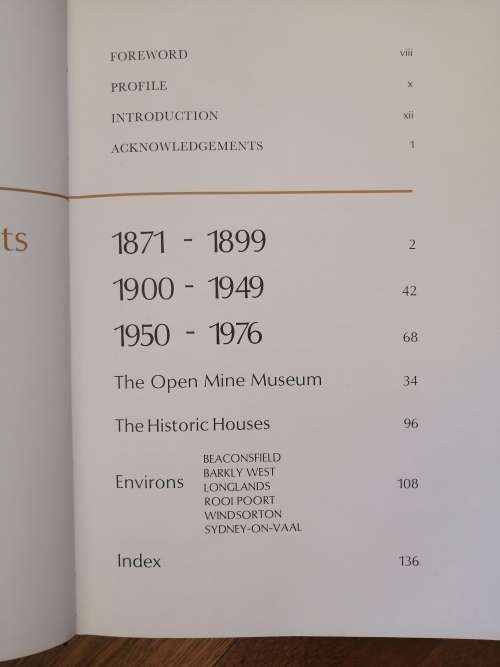 ts
FOREWORD viii
PROFILE x
INTRODUCTION xii
ACKNOWLEDGEMENTS 1
1871 - 1899 2
1900 - 1949 42
1950 - 1976 68
The Open Mine Museum 34
The Historic Houses 96
Environs BEACONSFIELD
BARKLY WEST
LONGLANDS 108
ROOI POORT
WINDSORTON
SYDNEY-ON-VAAL
Index 136